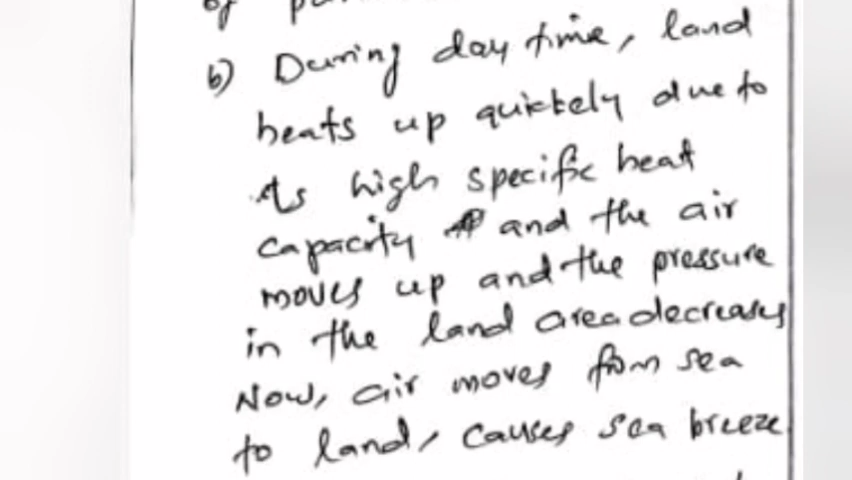 b) During day time, land
heats up quickely due to
its high specific heat
capacity and the air
moves up and the pressure
in the land area decreases
Now, air moves from sea
to land, causes sea breeze